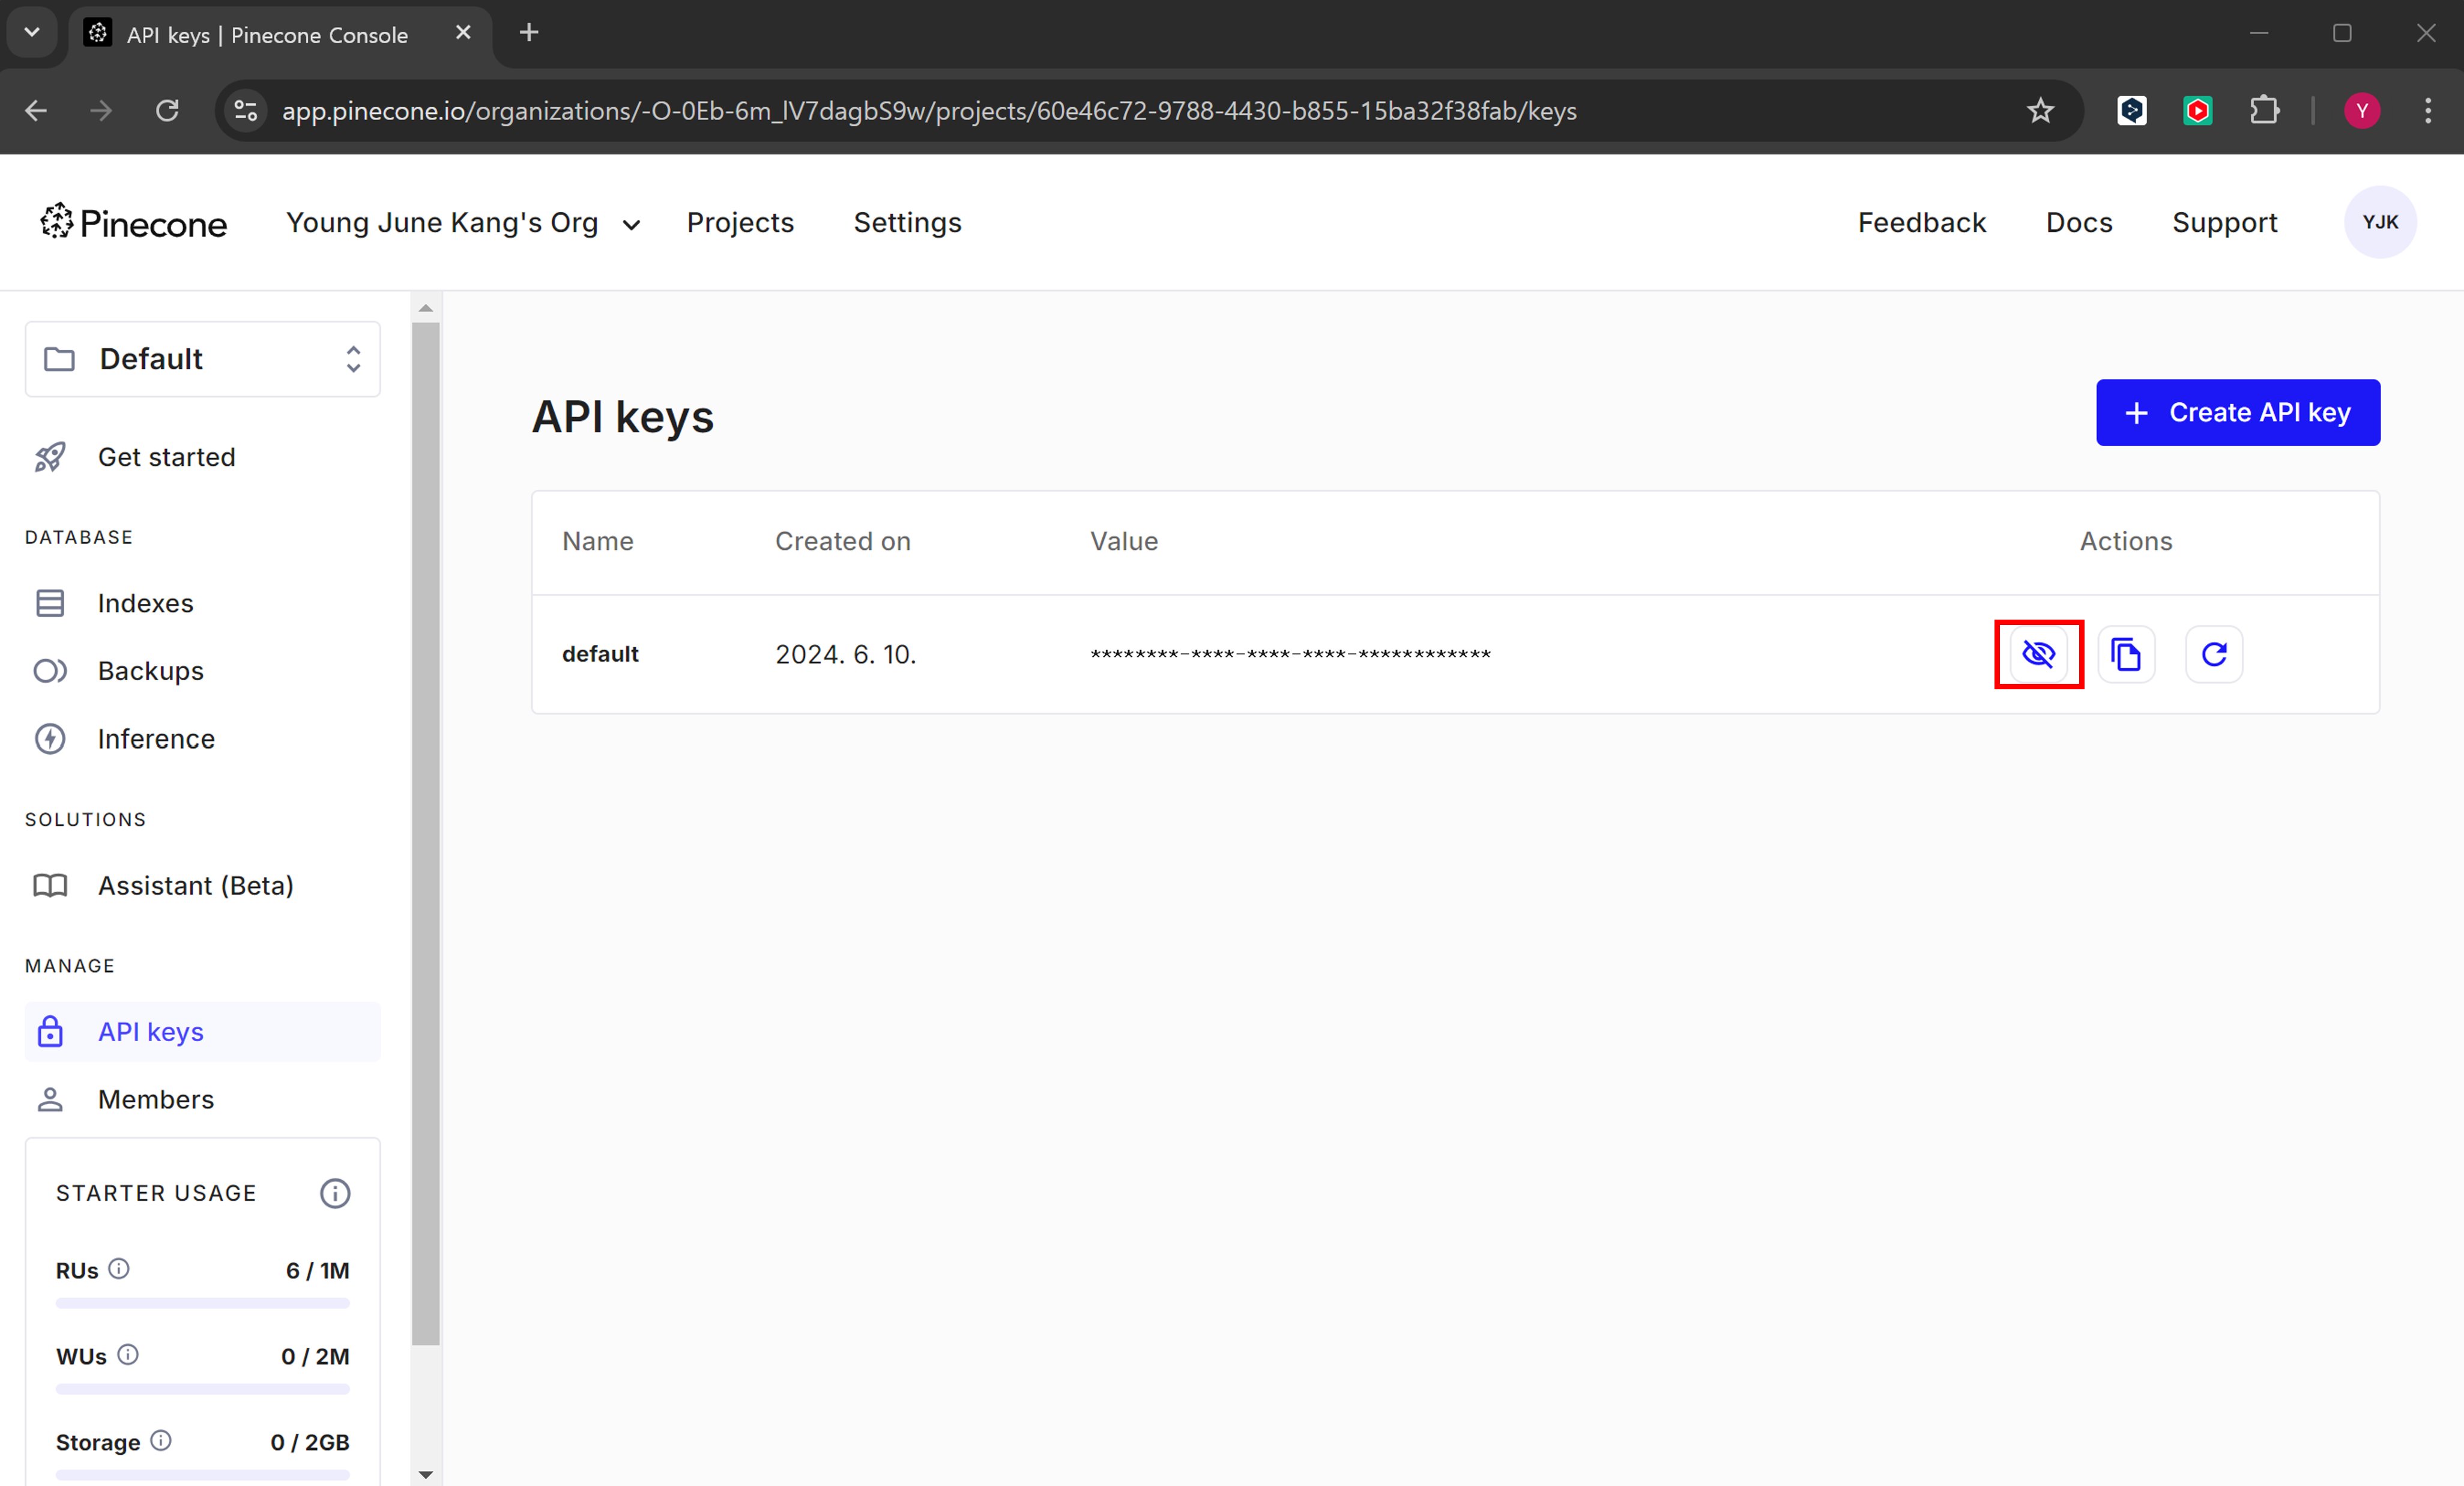 API keys | Pinecone Console
app.pinecone.io/organizations/-O-0Eb-6m_lV7dagbS9w/projects/60e46c72-9788-4430-b855-15ba32f38fab/keys
Y
Pinecone
Young June Kang's Org
Projects
Settings
Feedback
Docs
Support
YJK
Default
Get started
DATABASE
Indexes
Backups
Inference
SOLUTIONS
Assistant (Beta)
MANAGE
API keys
Members
STARTER USAGE
RUs 6 / 1M
WUs 0 / 2M
Storage 0 / 2GB
API keys
+ Create API key
Name Created on Value Actions
default 2024. 6. 10. ********-****-****-****-************